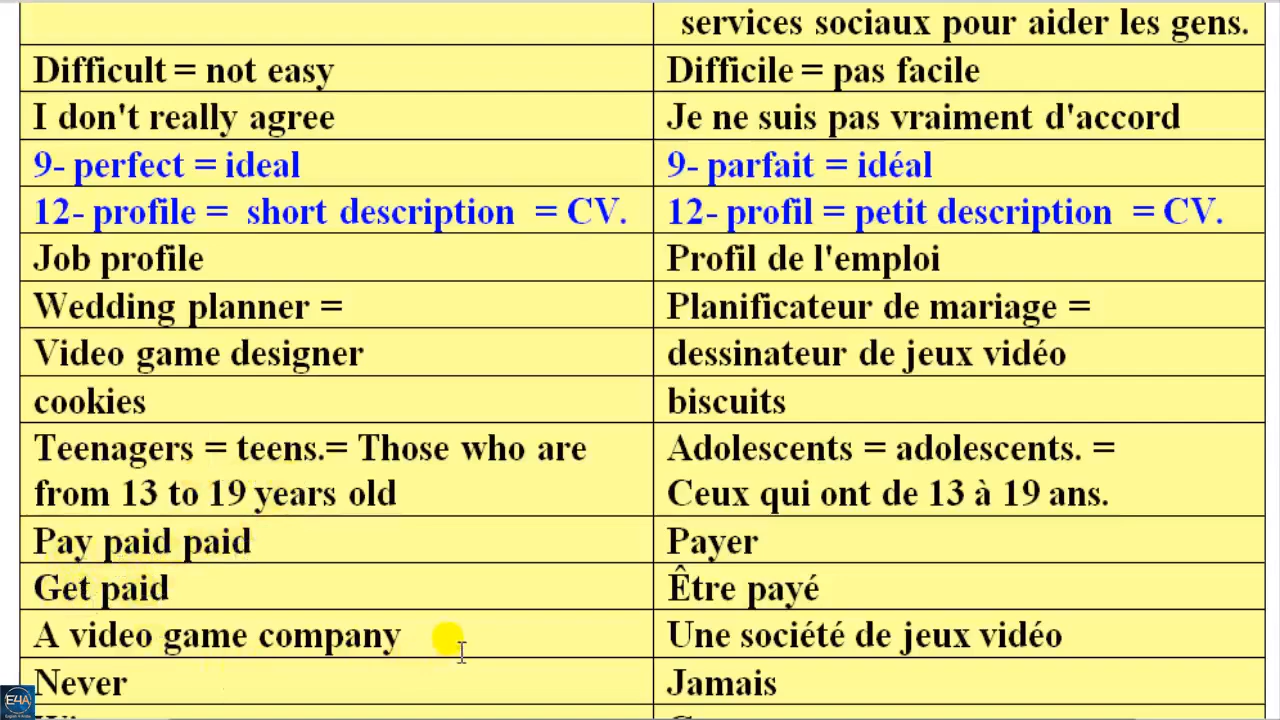 services sociaux pour aider les gens.
Difficult = not easy
Difficile = pas facile
I don't really agree
Je ne suis pas vraiment d'accord
9- perfect = ideal
9- parfait = idéal
12- profile = short description = CV.
12- profil = petit description = CV.
Job profile
Profil de l'emploi
Wedding planner =
Planificateur de mariage =
Video game designer
dessinateur de jeux vidéo
cookies
biscuits
Teenagers = teens.= Those who are
from 13 to 19 years old
Adolescents = adolescents. =
Ceux qui ont de 13 à 19 ans.
Pay paid paid
Payer
Get paid
Être payé
A video game company
Une société de jeux vidéo
Never
Jamais
E4A